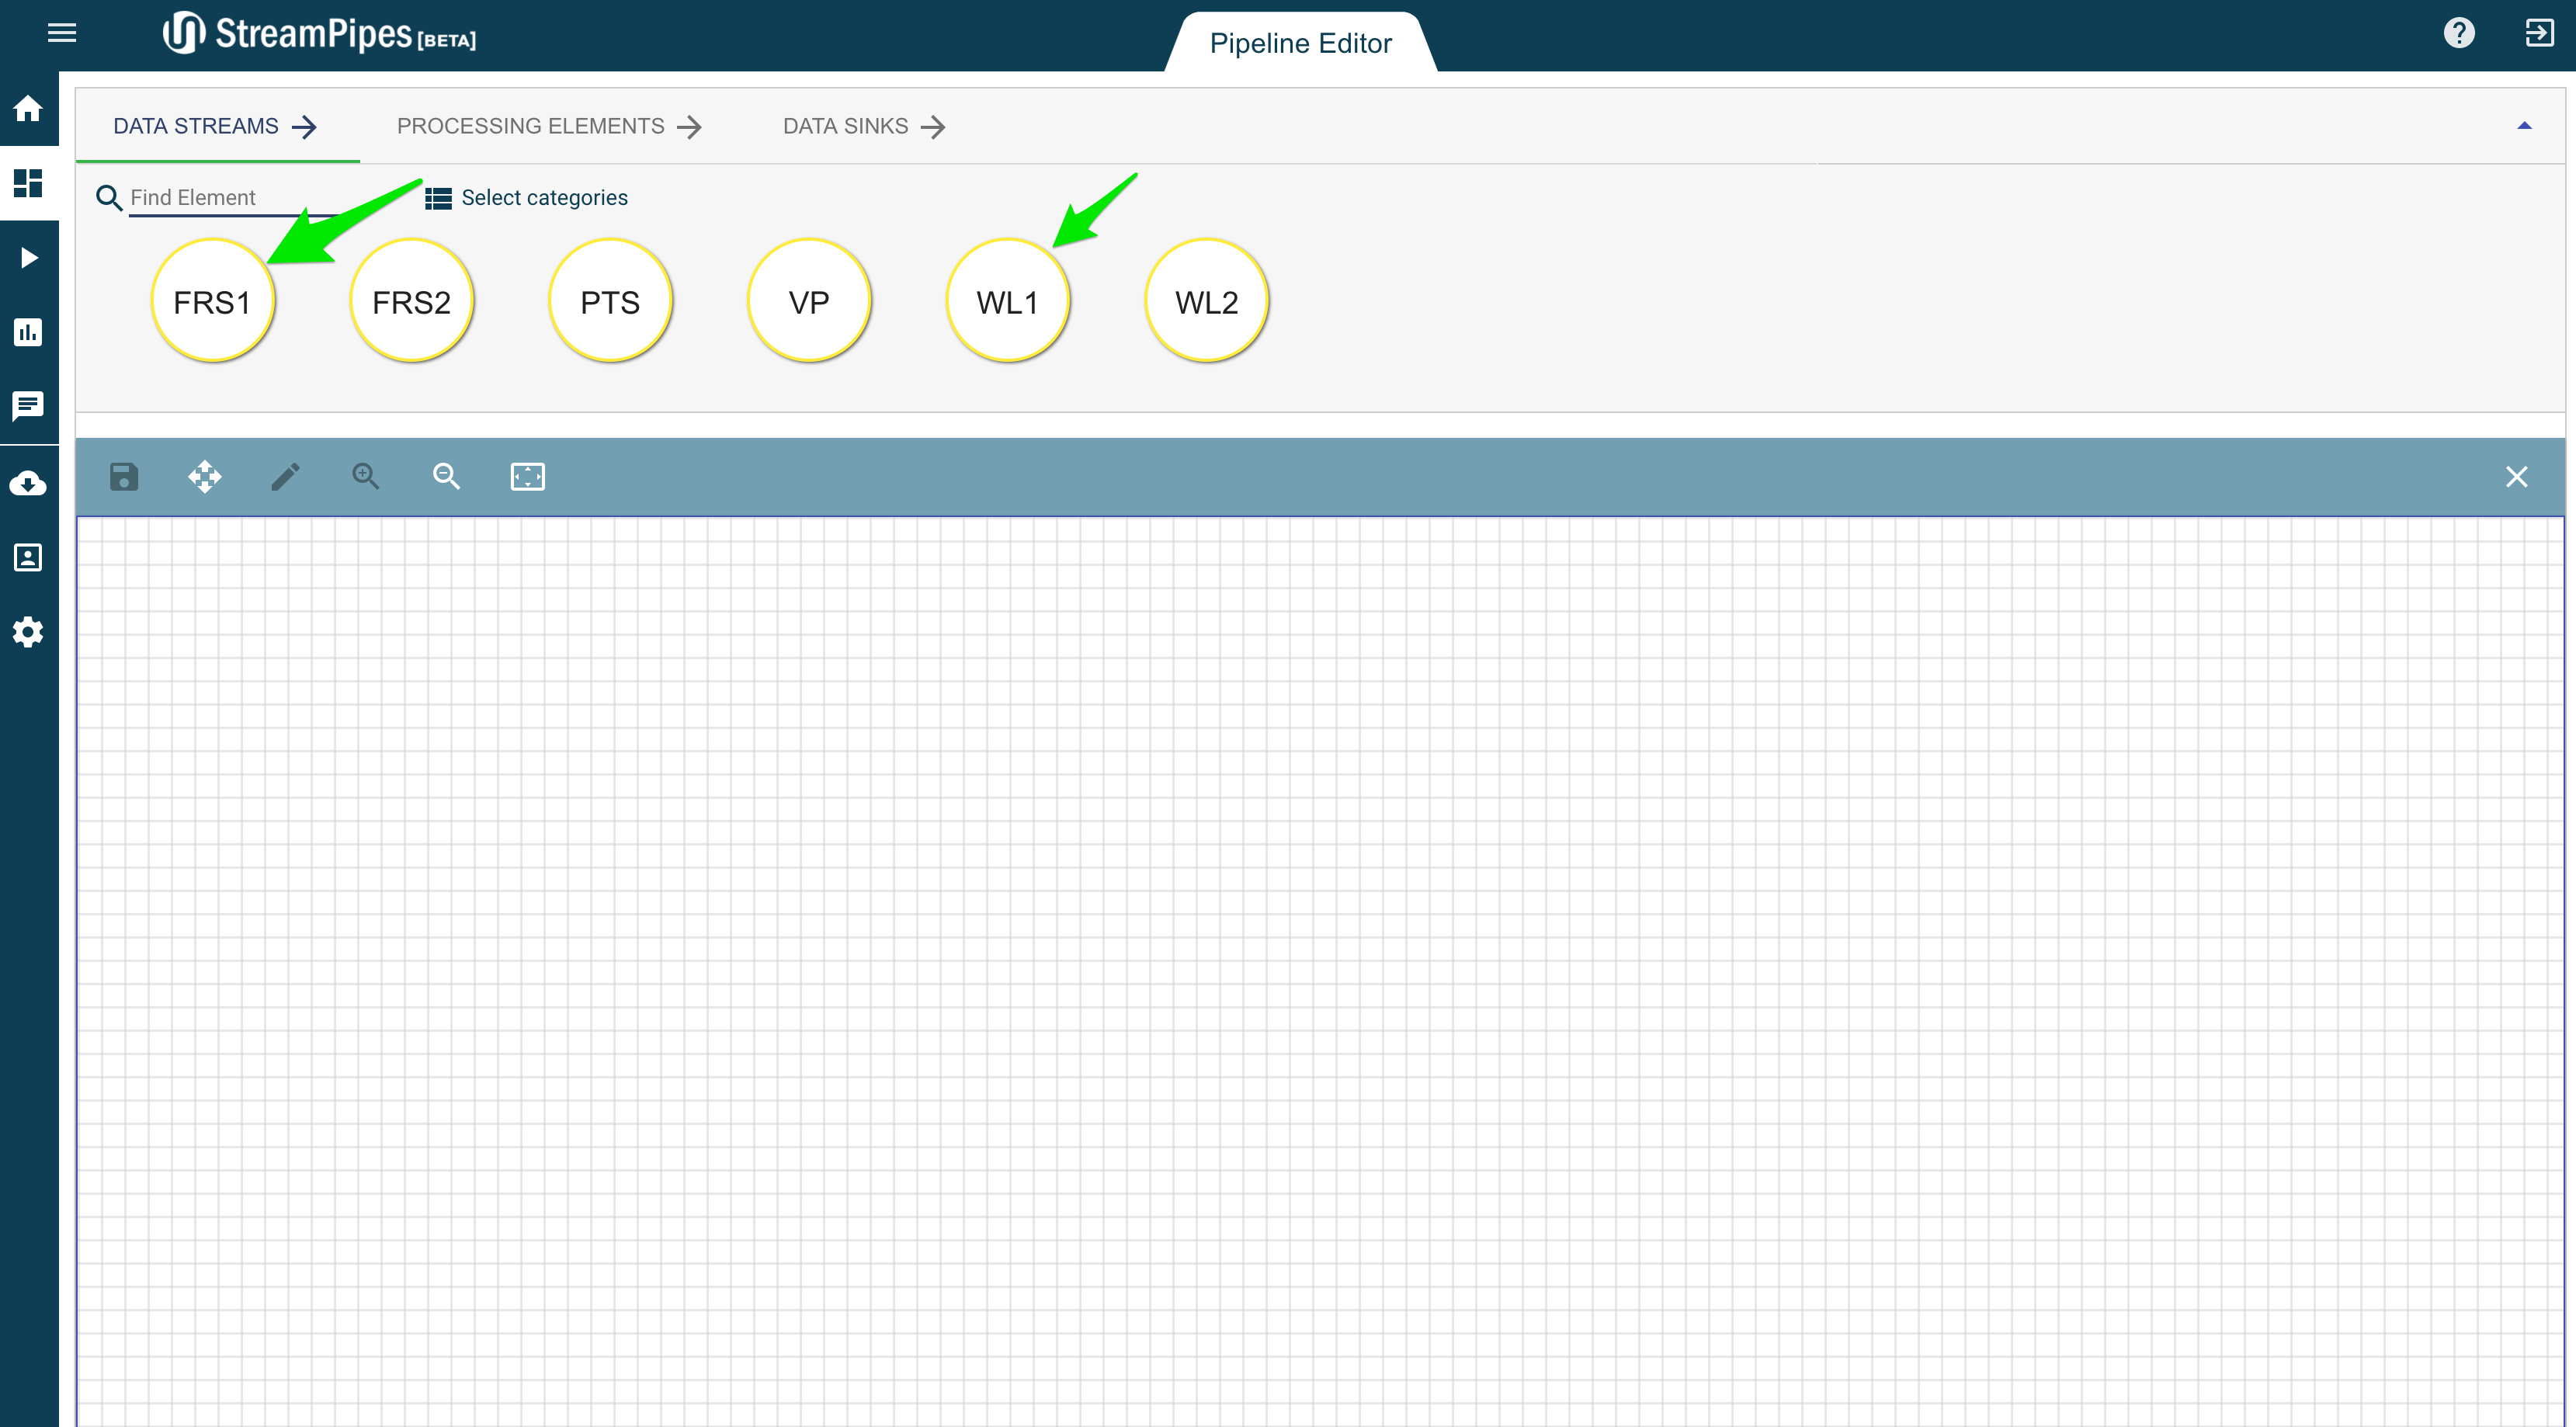 StreamPipes [BETA]
Pipeline Editor
DATA STREAMS
PROCESSING ELEMENTS
DATA SINKS
Find Element
Select categories
FRS1
FRS2
PTS
VP
WL1
WL2